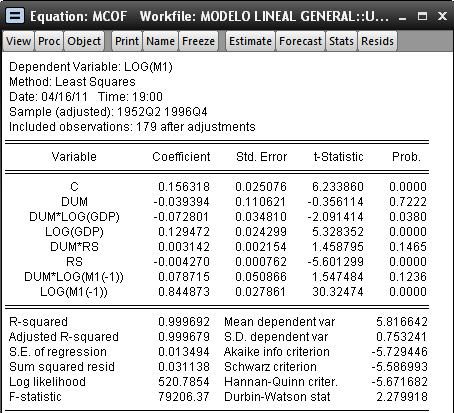 Equation: MCOF Workfile: MODELO LINEAL GENERAL::U...
View Proc Object Print Name Freeze Estimate Forecast Stats Resids
Dependent Variable: LOG(M1)
Method: Least Squares
Date: 04/16/11 Time: 19:00
Sample (adjusted): 1952Q2 1996Q4
Included observations: 179 after adjustments
Variable Coefficient Std. Error t-Statistic Prob.
C 0.156318 0.025076 6.233860 0.0000
DUM -0.039394 0.110621 -0.356114 0.7222
DUM*LOG(GDP) -0.072801 0.034810 -2.091414 0.0380
LOG(GDP) 0.129472 0.024299 5.328352 0.0000
DUM*RS 0.003142 0.002154 1.458795 0.1465
RS -0.004270 0.000762 -5.601299 0.0000
DUM*LOG(M1(-1)) 0.078715 0.050866 1.547484 0.1236
LOG(M1(-1)) 0.844873 0.027861 30.32474 0.0000
R-squared 0.999692 Mean dependent var 5.816642
Adjusted R-squared 0.999679 S.D. dependent var 0.753241
S.E. of regression 0.013494 Akaike info criterion -5.729446
Sum squared resid 0.031138 Schwarz criterion -5.586993
Log likelihood 520.7854 Hannan-Quinn criter. -5.671682
F-statistic 79206.37 Durbin-Watson stat 2.279918